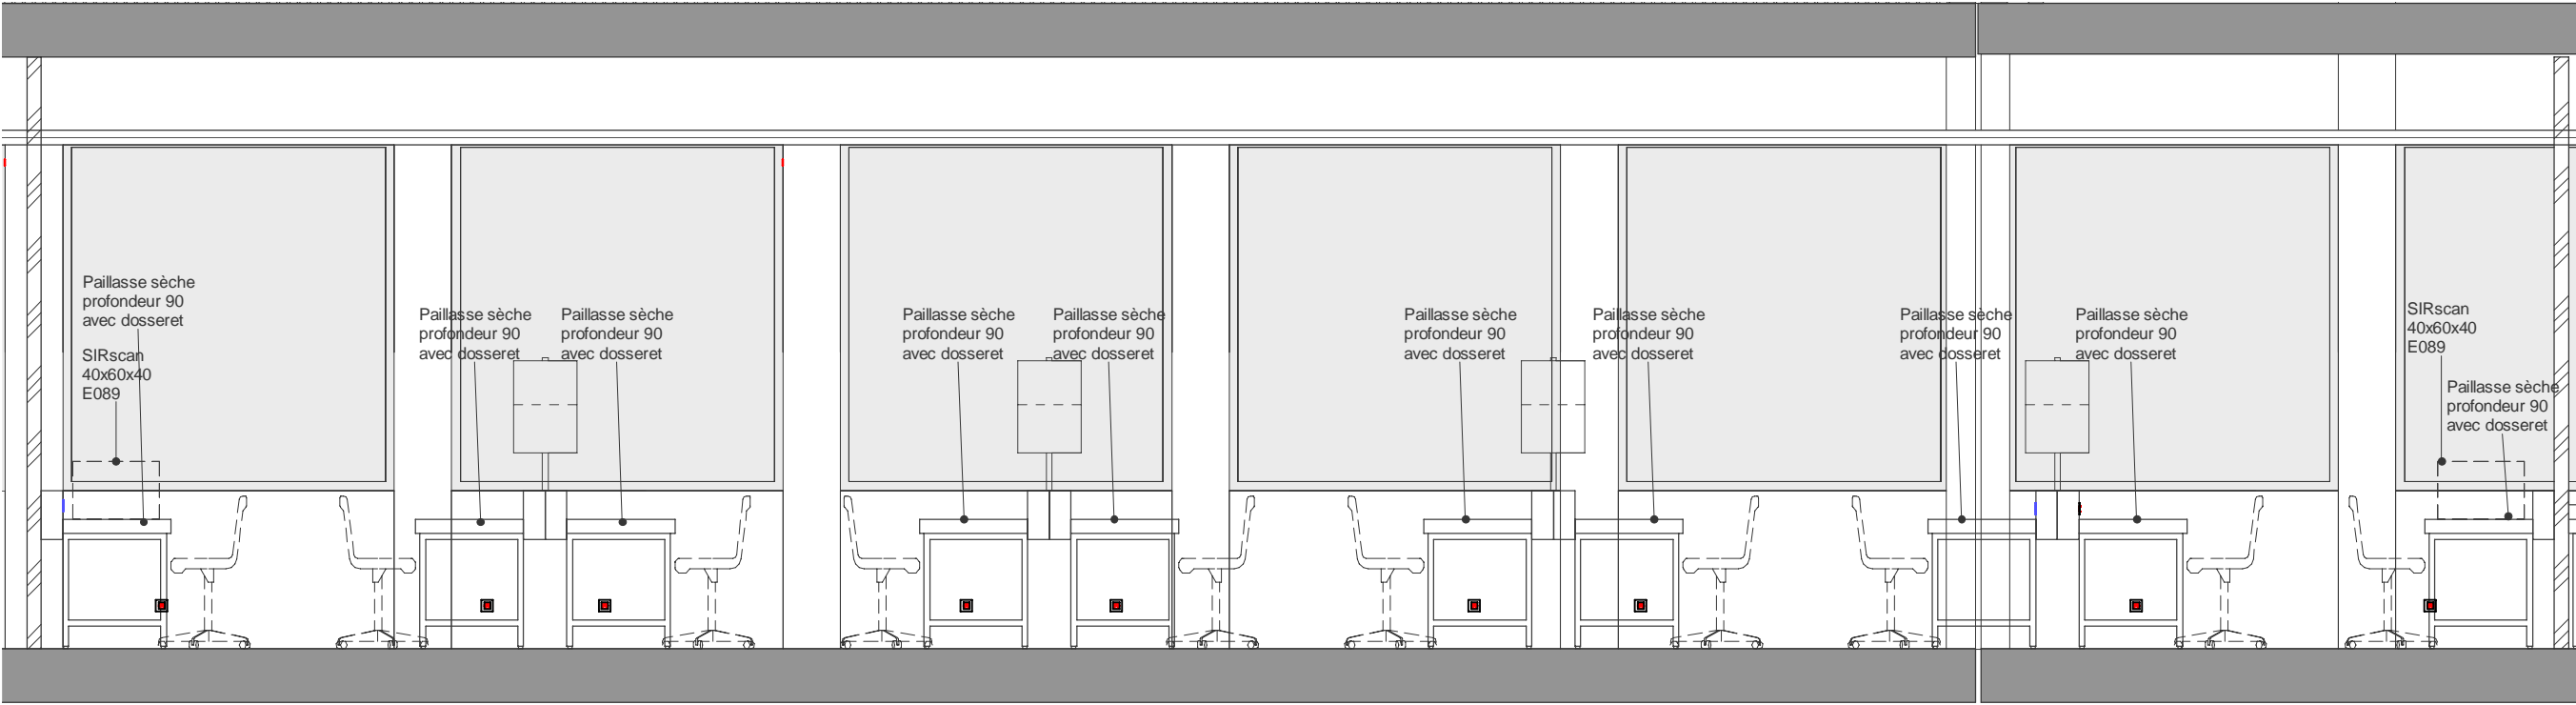 Paillasse sèche
profondeur 90
avec dosseret
SIRscan
40x60x40
E089
Paillasse sèche
profondeur 90
avec dosseret
Paillasse sèche
profondeur 90
avec dosseret
Paillasse sèche
profondeur 90
avec dosseret
Paillasse sèche
profondeur 90
avec dosseret
Paillasse sèche
profondeur 90
avec dosseret
Paillasse sèche
profondeur 90
avec dosseret
Paillasse sèche
profondeur 90
avec dosseret
Paillasse sèche
profondeur 90
avec dosseret
SIRscan
40x60x40
E089
Paillasse sèche
profondeur 90
avec dosseret